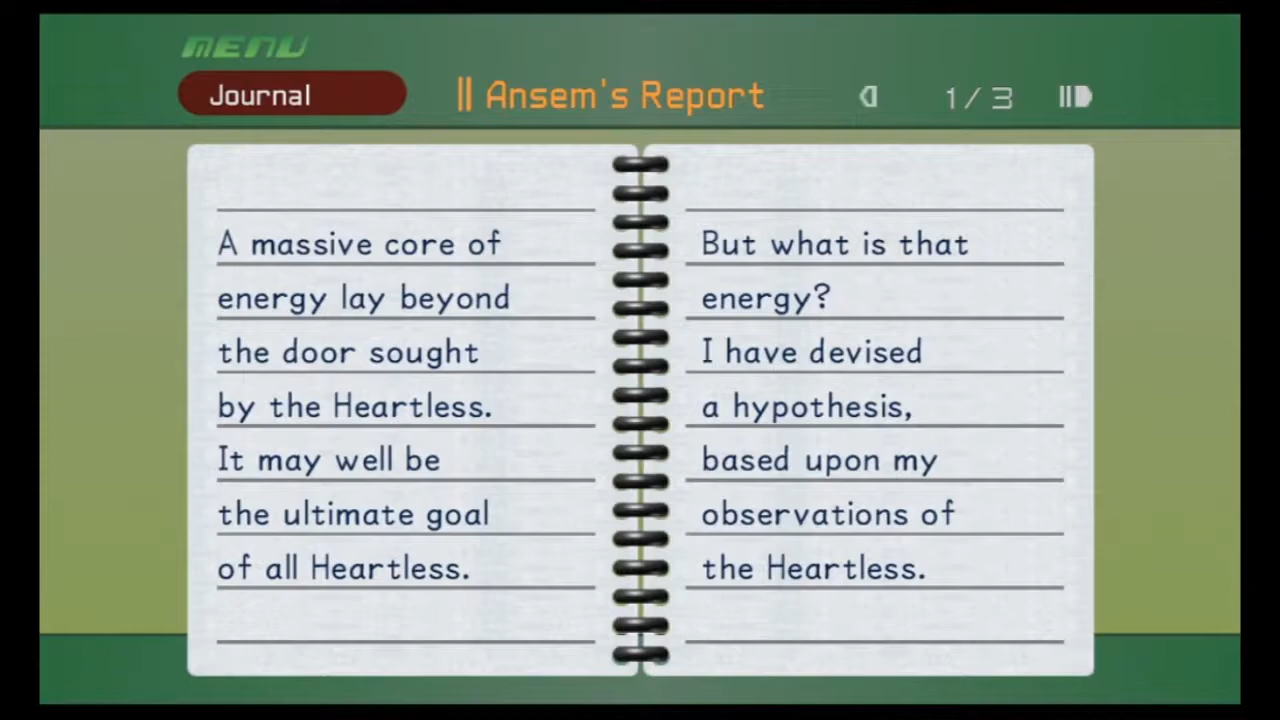 MENU
Journal
Ansem's Report
1/3
A massive core of
energy lay beyond
the door sought
by the Heartless.
It may well be
the ultimate goal
of all Heartless.
But what is that
energy?
I have devised
a hypothesis,
based upon my
observations of
the Heartless.